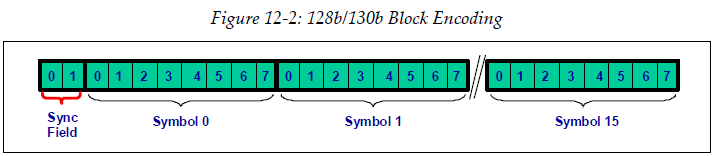 Figure 12-2: 128b/130b Block Encoding
0 1 0 1 2 3 4 5 6 7 0 1 2 3 4 5 6 7 0 1 2 3 4 5 6 7
Sync Field Symbol 0 Symbol 1 Symbol 15